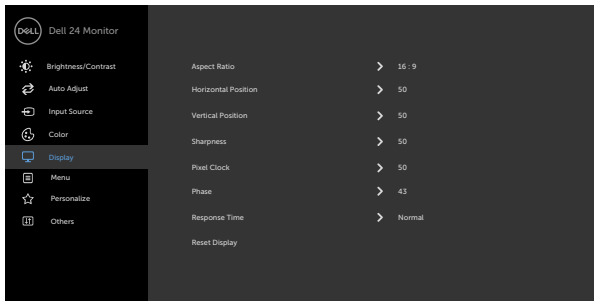 DELL Dell 24 Monitor
Brightness/Contrast
Auto Adjust
Input Source
Color
Display
Menu
Personalize
Others
Aspect Ratio 16 : 9
Horizontal Position 50
Vertical Position 50
Sharpness 50
Pixel Clock 50
Phase 43
Response Time Normal
Reset Display